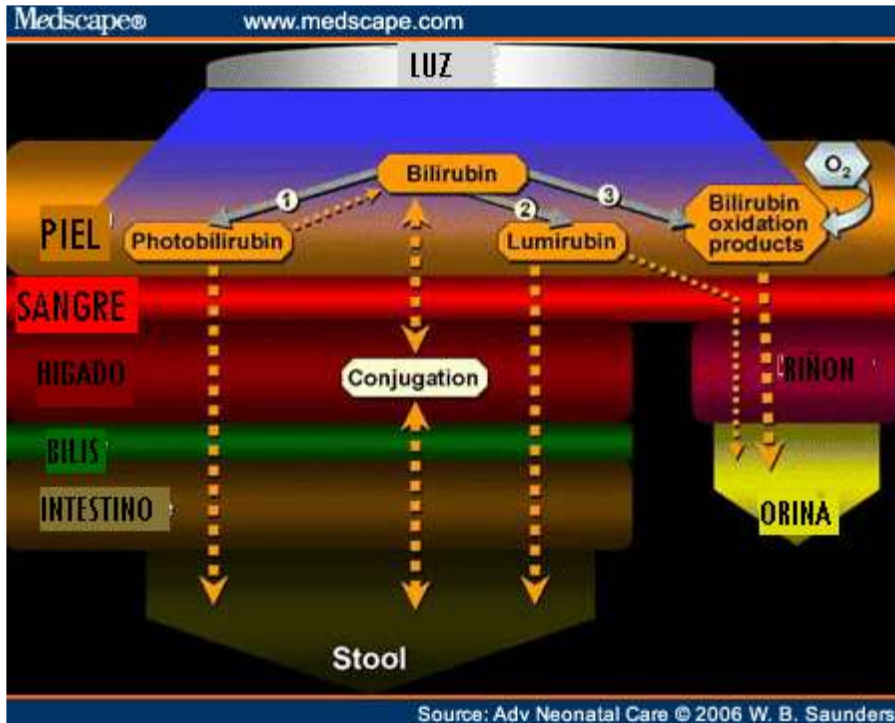 Medscape® www.medscape.com
LUZ
Bilirubin
O2
1
2
3
Bilirubin
oxidation
products
PIEL
Photobilirubin
Lumirubin
SANGRE
HIGADO
Conjugation
RIÑON
BILIS
INTESTINO
ORINA
Stool
Source: Adv Neonatal Care © 2006 W. B. Saunders